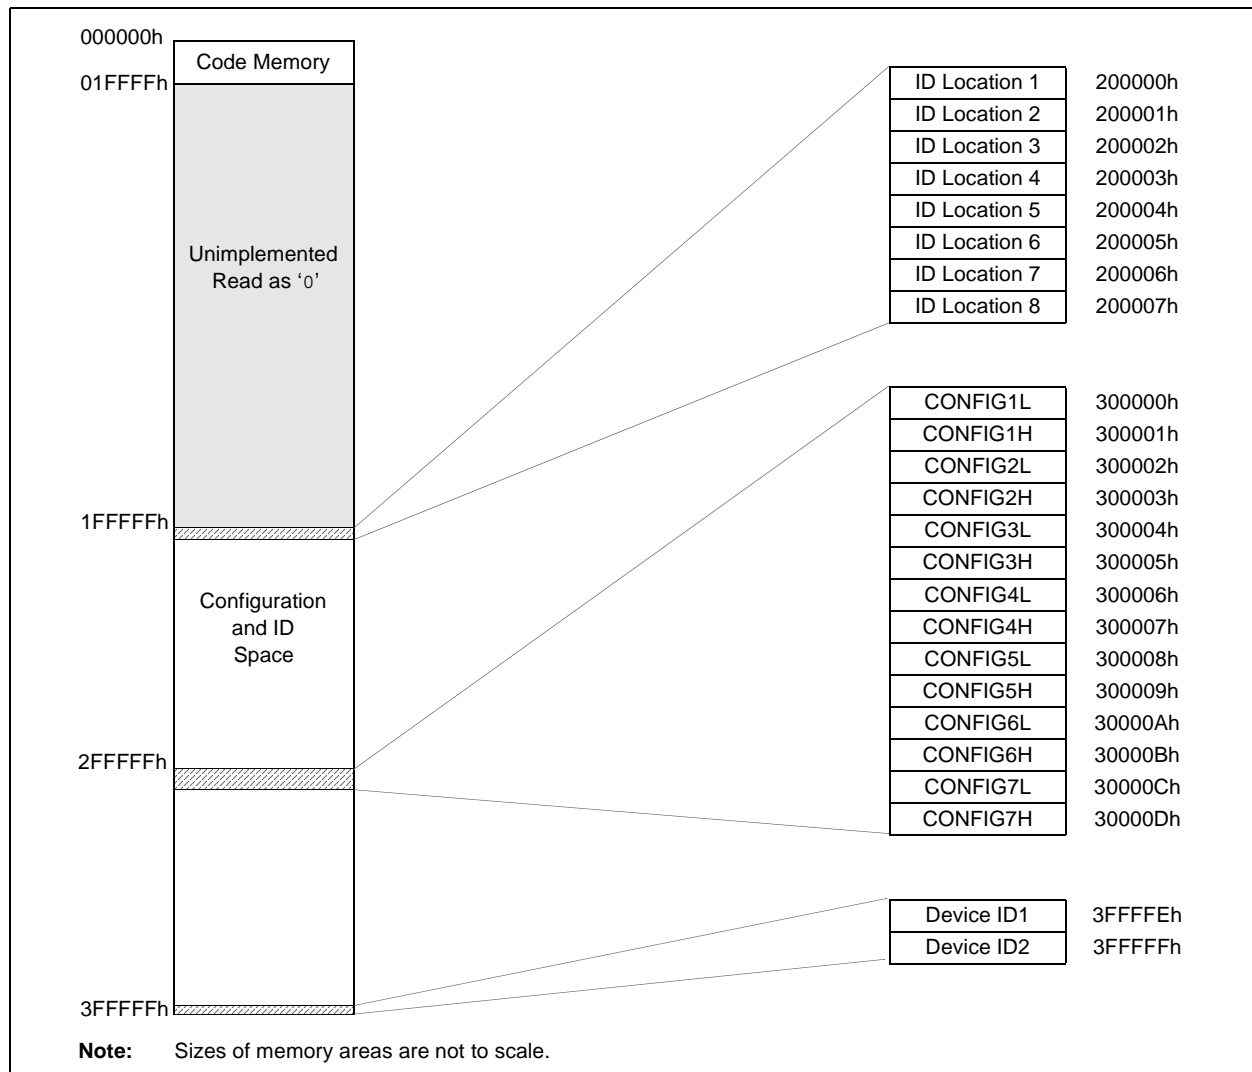 000000h
Code Memory
01FFFFh
Unimplemented
Read as ‘0’
1FFFFFh
Configuration
and ID
Space
2FFFFFh
3FFFFFh
ID Location 1 200000h
ID Location 2 200001h
ID Location 3 200002h
ID Location 4 200003h
ID Location 5 200004h
ID Location 6 200005h
ID Location 7 200006h
ID Location 8 200007h
CONFIG1L 300000h
CONFIG1H 300001h
CONFIG2L 300002h
CONFIG2H 300003h
CONFIG3L 300004h
CONFIG3H 300005h
CONFIG4L 300006h
CONFIG4H 300007h
CONFIG5L 300008h
CONFIG5H 300009h
CONFIG6L 30000Ah
CONFIG6H 30000Bh
CONFIG7L 30000Ch
CONFIG7H 30000Dh
Device ID1 3FFFFEh
Device ID2 3FFFFFh
Note: Sizes of memory areas are not to scale.